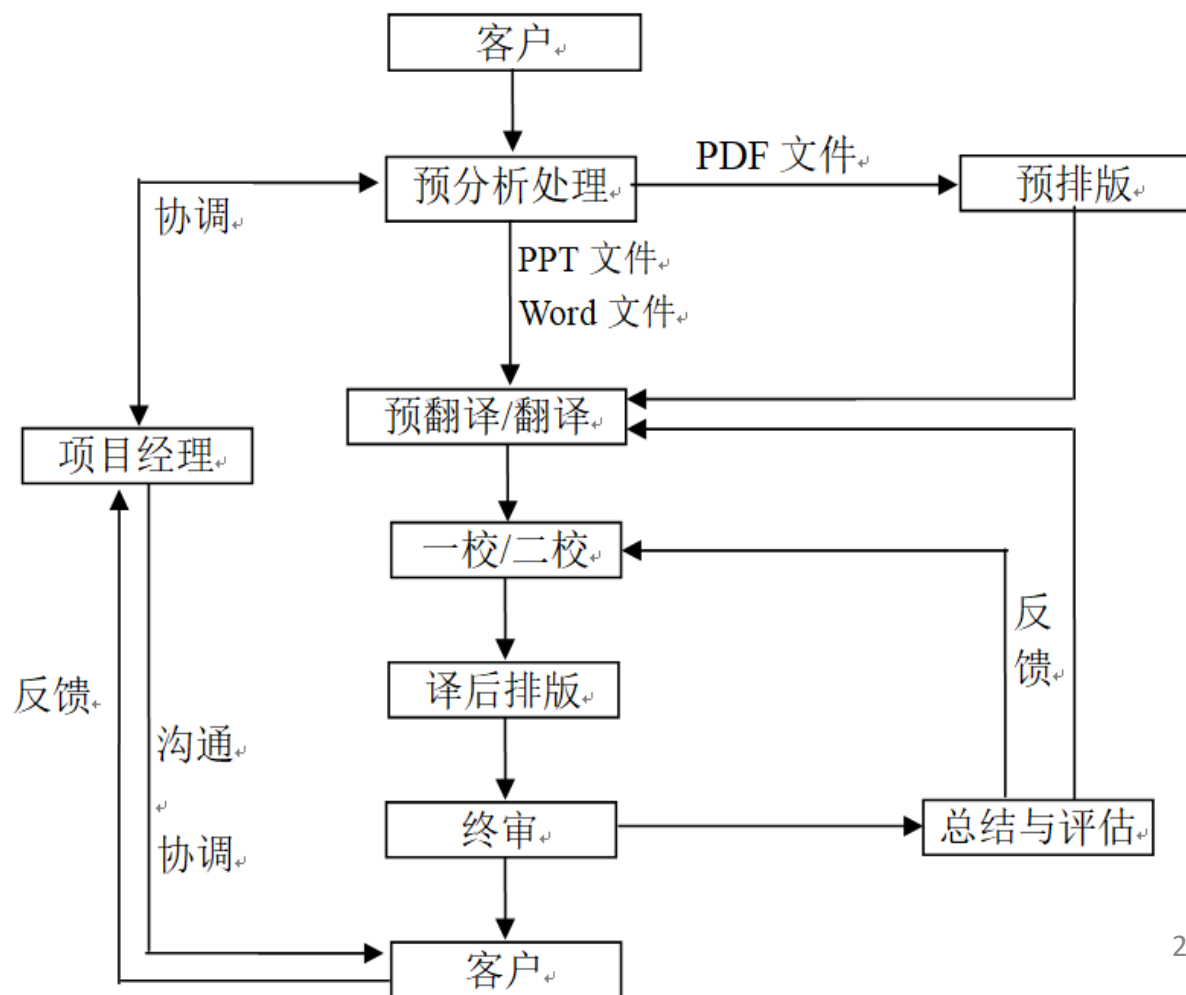 客户
预分析处理
PDF 文件
预排版
协调
PPT 文件
Word 文件
预翻译/翻译
项目经理
一校/二校
反
馈
译后排版
反馈
沟通
协调
终审
总结与评估
客户
2